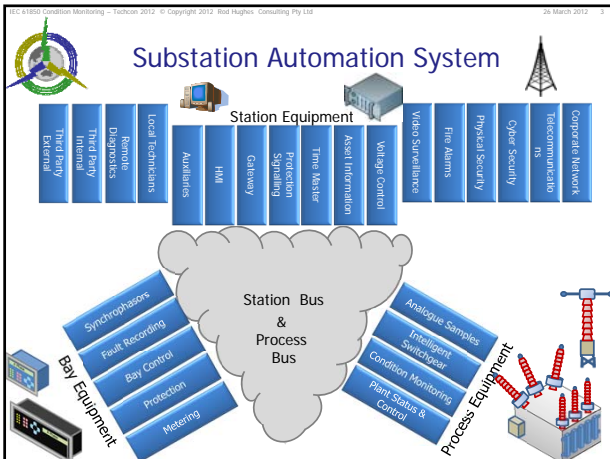 IEC 61850 Condition Monitoring – Techcon 2012 © Copyright 2012 Rod Hughes Consulting Pty Ltd
26 March 2012 3
Substation Automation System
Station Equipment
Third Party
External
Third Party
Internal
Remote
Diagnostics
Local Technicians
Auxiliaries
HMI
Gateway
Protection
Signalling
Time Master
Asset Information
Voltage Control
Video Surveillance
Fire Alarms
Physical Security
Cyber Security
Telecommunicatio
ns
Corporate Network
Station Bus
&
Process
Bus
Bay Equipment
Synchrophasors
Fault Recording
Bay Control
Protection
Metering
Analogue Samples
Intelligent
Switchgear
Condition Monitoring
Plant Status &
Control
Process Equipment